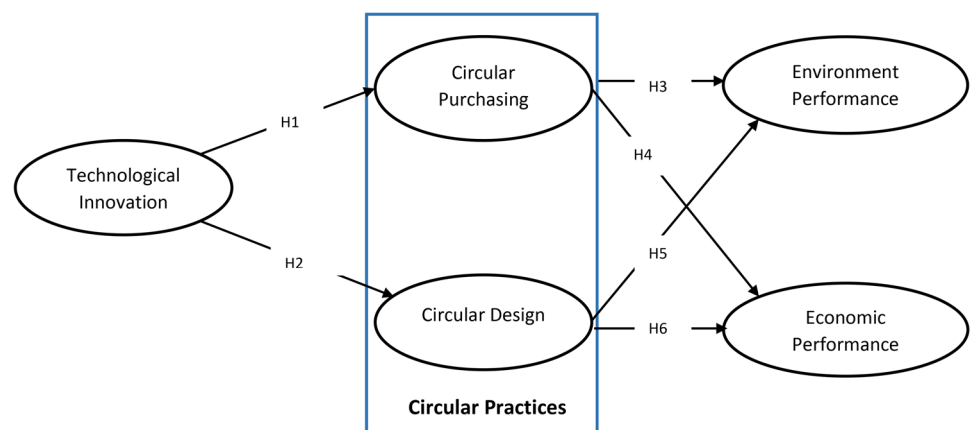 Circular
Purchasing
Environment
Performance
H3
H1
H4
Technological
Innovation
H2
H5
Circular Design
H6
Economic
Performance
Circular Practices